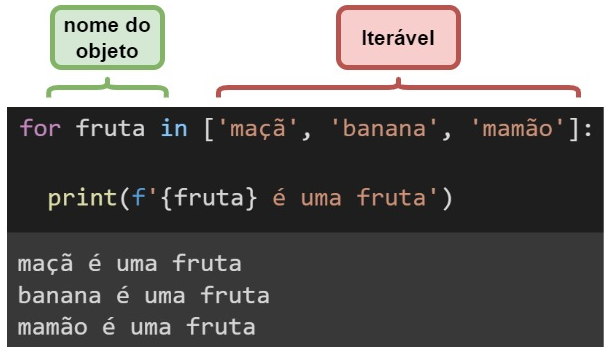 nome do
objeto
Iterável
for fruta in ['maçã', 'banana', 'mamão']:
print(f'{fruta} é uma fruta')
maçã é uma fruta
banana é uma fruta
mamão é uma fruta